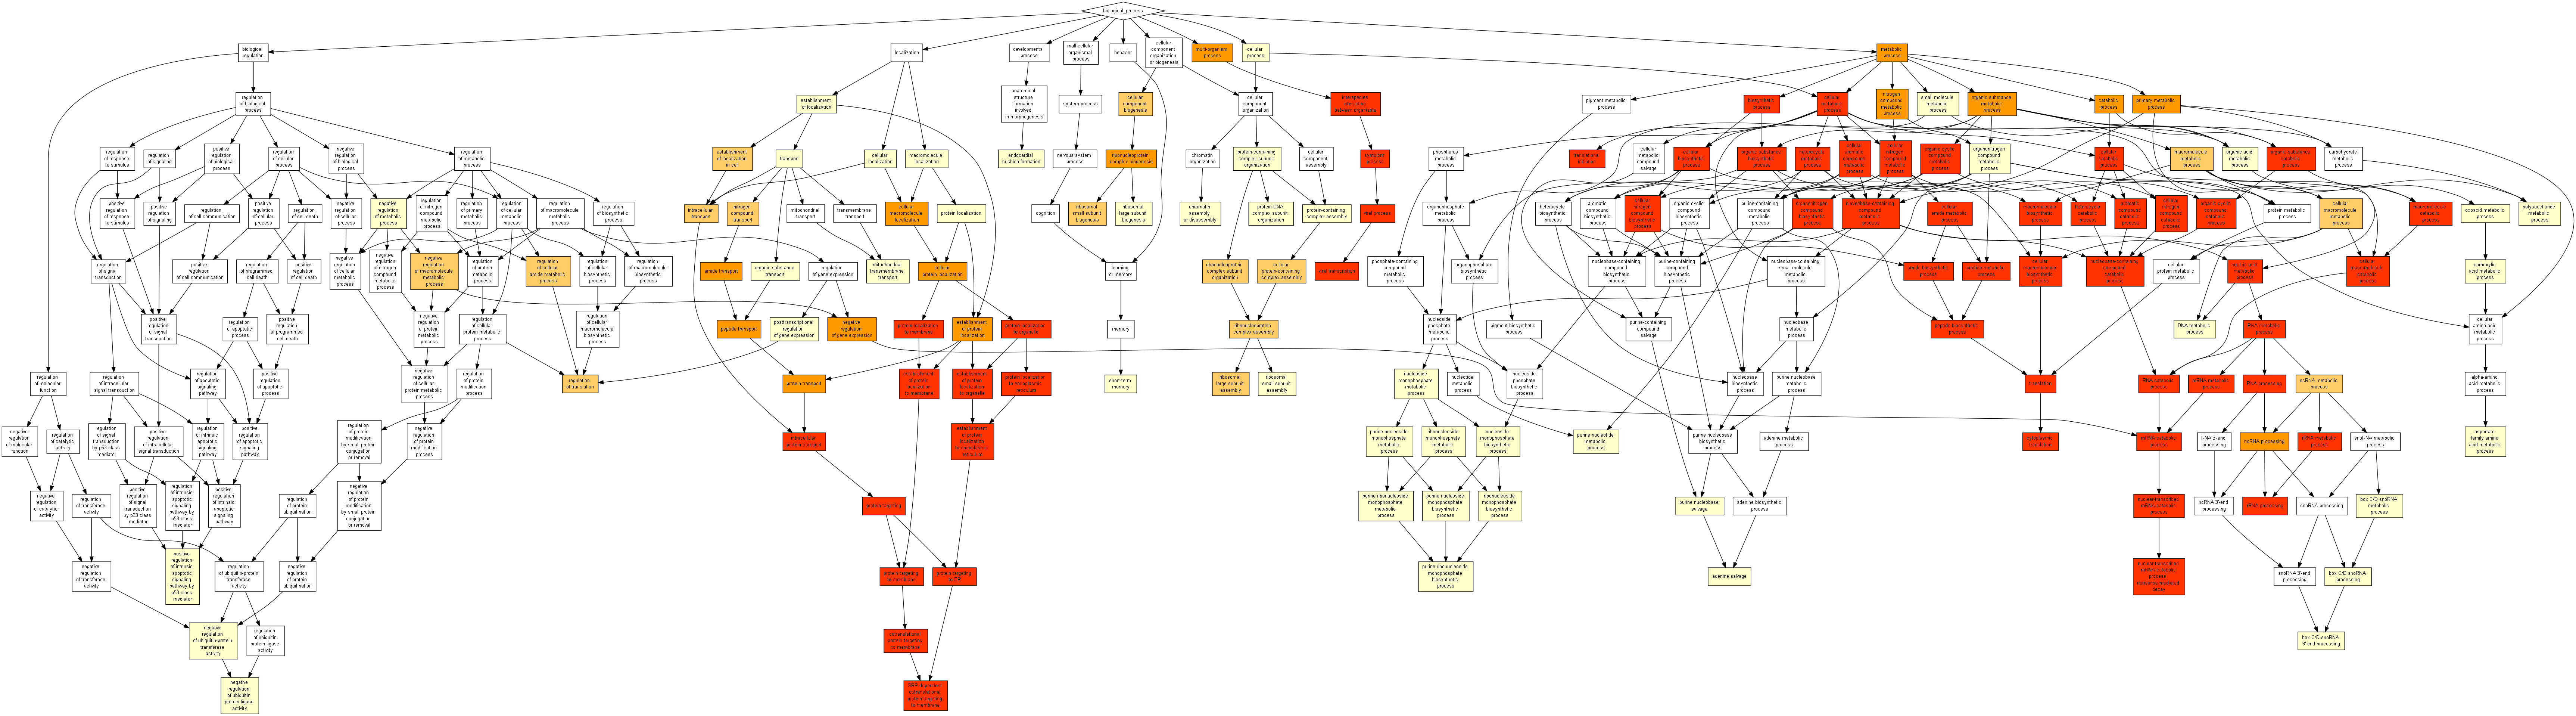 biological_process
biological
regulation
localization
developmental
process
multicellular
organismal
process
behavior
cellular
component
organization
or biogenesis
multi-organism
process
cellular
process
metabolic
process
regulation
of biological
process
establishment
of localization
anatomical
structure
formation
involved
in morphogenesis
system process
cellular
component
biogenesis
cellular
component
organization
interspecies
interaction
between organisms
pigment metabolic
process
biosynthetic
process
cellular
metabolic
process
nitrogen
compound
metabolic
process
small molecule
metabolic
process
organic substance
metabolic
process
catabolic
process
primary metabolic
process
regulation
of response
to stimulus
regulation
of signaling
positive
regulation
of biological
process
regulation
of cellular
process
negative
regulation
of biological
process
regulation
of metabolic
process
establishment
of localization
in cell
transport
cellular
localization
macromolecule
localization
endocardial
cushion formation
nervous system
process
ribonucleoprotein
complex biogenesis
chromatin
organization
protein-containing
complex subunit
organization
cellular
component
assembly
symbiont
process
phosphorus
metabolic
process
translational
initiation
cellular
metabolic
compound
salvage
cellular
biosynthetic
process
organic substance
biosynthetic
process
heterocycle
metabolic
process
cellular
aromatic
compound
metabolic
process
cellular
nitrogen
compound
metabolic
process
organic cyclic
compound
metabolic
process
organonitrogen
compound
metabolic
process
cellular
catabolic
process
macromolecule
metabolic
process
organic acid
metabolic
process
organic substance
catabolic
process
carbohydrate
metabolic
process
positive
regulation
of response
to stimulus
positive
regulation
of signaling
regulation
of cell communication
positive
regulation
of cellular
process
regulation
of cell death
negative
regulation
of cellular
process
negative
regulation
of metabolic
process
regulation
of nitrogen
compound
metabolic
process
regulation
of primary
metabolic
process
regulation
of cellular
metabolic
process
regulation
of macromolecule
metabolic
process
regulation
of biosynthetic
process
intracellular
transport
nitrogen
compound
transport
mitochondrial
transport
transmembrane
transport
cellular
macromolecule
localization
protein localization
cognition
ribosomal
small subunit
biogenesis
ribosomal
large subunit
biogenesis
chromatin
assembly
or disassembly
protein-DNA
complex subunit
organization
protein-containing
complex assembly
viral process
organophosphate
metabolic
process
heterocycle
biosynthetic
process
aromatic
compound
biosynthetic
process
cellular
nitrogen
compound
biosynthetic
process
organic cyclic
compound
biosynthetic
process
purine-containing
compound
metabolic
process
organonitrogen
compound
biosynthetic
process
nucleobase-containing
compound
metabolic
process
cellular
amide metabolic
process
macromolecule
biosynthetic
process
heterocycle
catabolic
process
aromatic
compound
catabolic
process
cellular
nitrogen
compound
catabolic
process
organic cyclic
compound
catabolic
process
protein metabolic
process
cellular
macromolecule
metabolic
process
macromolecule
catabolic
process
oxoacid metabolic
process
polysaccharide
metabolic
process
regulation
of signal
transduction
positive
regulation
of cell communication
regulation
of programmed
cell death
positive
regulation
of cell death
negative
regulation
of cellular
metabolic
process
negative
regulation
of nitrogen
compound
metabolic
process
negative
regulation
of macromolecule
metabolic
process
regulation
of protein
metabolic
process
regulation
of cellular
amide metabolic
process
regulation
of cellular
biosynthetic
process
regulation
of macromolecule
biosynthetic
process
amide transport
organic substance
transport
regulation
of gene expression
mitochondrial
transmembrane
transport
cellular
protein localization
learning
or memory
ribonucleoprotein
complex subunit
organization
cellular
protein-containing
complex assembly
viral transcription
phosphate-containing
compound
metabolic
process
organophosphate
biosynthetic
process
nucleobase-containing
compound
biosynthetic
process
purine-containing
compound
biosynthetic
process
nucleobase-containing
small molecule
metabolic
process
amide biosynthetic
process
peptide metabolic
process
cellular
macromolecule
biosynthetic
process
nucleobase-containing
compound
catabolic
process
cellular
protein metabolic
process
nucleic acid
metabolic
process
cellular
macromolecule
catabolic
process
carboxylic
acid metabolic
process
positive
regulation
of signal
transduction
regulation
of apoptotic
process
positive
regulation
of programmed
cell death
negative
regulation
of protein
metabolic
process
regulation
of cellular
protein metabolic
process
regulation
of cellular
macromolecule
biosynthetic
process
peptide transport
posttranscriptional
regulation
of gene expression
negative
regulation
of gene expression
protein localization
to membrane
establishment
of protein
localization
protein localization
to organelle
memory
ribonucleoprotein
complex assembly
nucleoside
phosphate
metabolic
process
pigment biosynthetic
process
purine-containing
compound
salvage
nucleobase
metabolic
process
peptide biosynthetic
process
DNA metabolic
process
RNA metabolic
process
cellular
amino acid
metabolic
process
regulation
of molecular
function
regulation
of intracellular
signal transduction
regulation
of apoptotic
signaling
pathway
positive
regulation
of apoptotic
process
negative
regulation
of cellular
protein metabolic
process
regulation
of protein
modification
process
regulation
of translation
protein transport
establishment
of protein
localization
to membrane
establishment
of protein
localization
to organelle
protein localization
to endoplasmic
reticulum
short-term
memory
ribosomal
large subunit
assembly
ribosomal
small subunit
assembly
nucleoside
monophosphate
metabolic
process
nucleotide
metabolic
process
nucleoside
phosphate
biosynthetic
process
nucleobase
biosynthetic
process
purine nucleobase
metabolic
process
translation
RNA catabolic
process
mRNA metabolic
process
RNA processing
ncRNA metabolic
process
alpha-amino
acid metabolic
process
negative
regulation
of molecular
function
regulation
of catalytic
activity
regulation
of signal
transduction
by p53 class
mediator
positive
regulation
of intracellular
signal transduction
regulation
of intrinsic
apoptotic
signaling
pathway
positive
regulation
of apoptotic
signaling
pathway
regulation
of protein
modification
by small protein
conjugation
or removal
negative
regulation
of protein
modification
process
intracellular
protein transport
establishment
of protein
localization
to endoplasmic
reticulum
purine nucleoside
monophosphate
metabolic
process
ribonucleoside
monophosphate
metabolic
process
nucleoside
monophosphate
biosynthetic
process
purine nucleotide
metabolic
process
purine nucleobase
biosynthetic
process
adenine metabolic
process
cytoplasmic
translation
mRNA catabolic
process
RNA 3'-end
processing
ncRNA processing
rRNA metabolic
process
snoRNA metabolic
process
aspartate
family amino
acid metabolic
process
negative
regulation
of catalytic
activity
regulation
of transferase
activity
positive
regulation
of signal
transduction
by p53 class
mediator
regulation
of intrinsic
apoptotic
signaling
pathway by
p53 class
mediator
positive
regulation
of intrinsic
apoptotic
signaling
pathway
regulation
of protein
ubiquitination
negative
regulation
of protein
modification
by small protein
conjugation
or removal
protein targeting
purine ribonucleoside
monophosphate
metabolic
process
purine nucleoside
monophosphate
biosynthetic
process
ribonucleoside
monophosphate
biosynthetic
process
purine nucleobase
salvage
adenine biosynthetic
process
nuclear-transcribed
mRNA catabolic
process
ncRNA 3'-end
processing
rRNA processing
snoRNA processing
box C/D snoRNA
metabolic
process
negative
regulation
of transferase
activity
positive
regulation
of intrinsic
apoptotic
signaling
pathway by
p53 class
mediator
regulation
of ubiquitin-protein
transferase
activity
negative
regulation
of protein
ubiquitination
protein targeting
to membrane
protein targeting
to ER
purine ribonucleoside
monophosphate
biosynthetic
process
adenine salvage
nuclear-transcribed
mRNA catabolic
process,
nonsense-mediated
decay
snoRNA 3'-end
processing
box C/D snoRNA
processing
negative
regulation
of ubiquitin-protein
transferase
activity
regulation
of ubiquitin
protein ligase
activity
cotranslational
protein targeting
to membrane
box C/D snoRNA
3'-end processing
negative
regulation
of ubiquitin
protein ligase
activity
SRP-dependent
cotranslational
protein targeting
to membrane